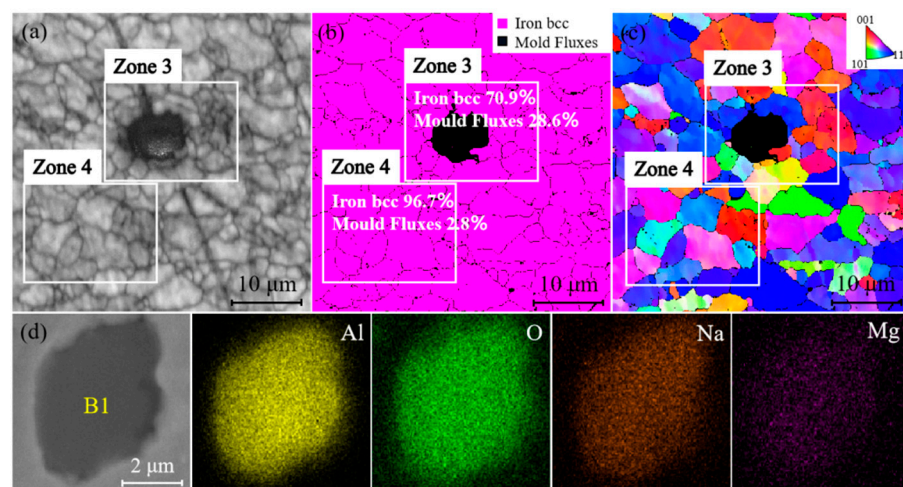 (a)
Zone 3
Zone 4
10 μm
(b)
Iron bcc
Mold Fluxes
Zone 3
Iron bcc 70.9%
Mould Fluxes 28.6%
Zone 4
Iron bcc 96.7%
Mould Fluxes 2.8%
10 μm
(c)
001
101
Zone 3
Zone 4
10 μm
(d)
B1
2 μm
Al
O
Na
Mg